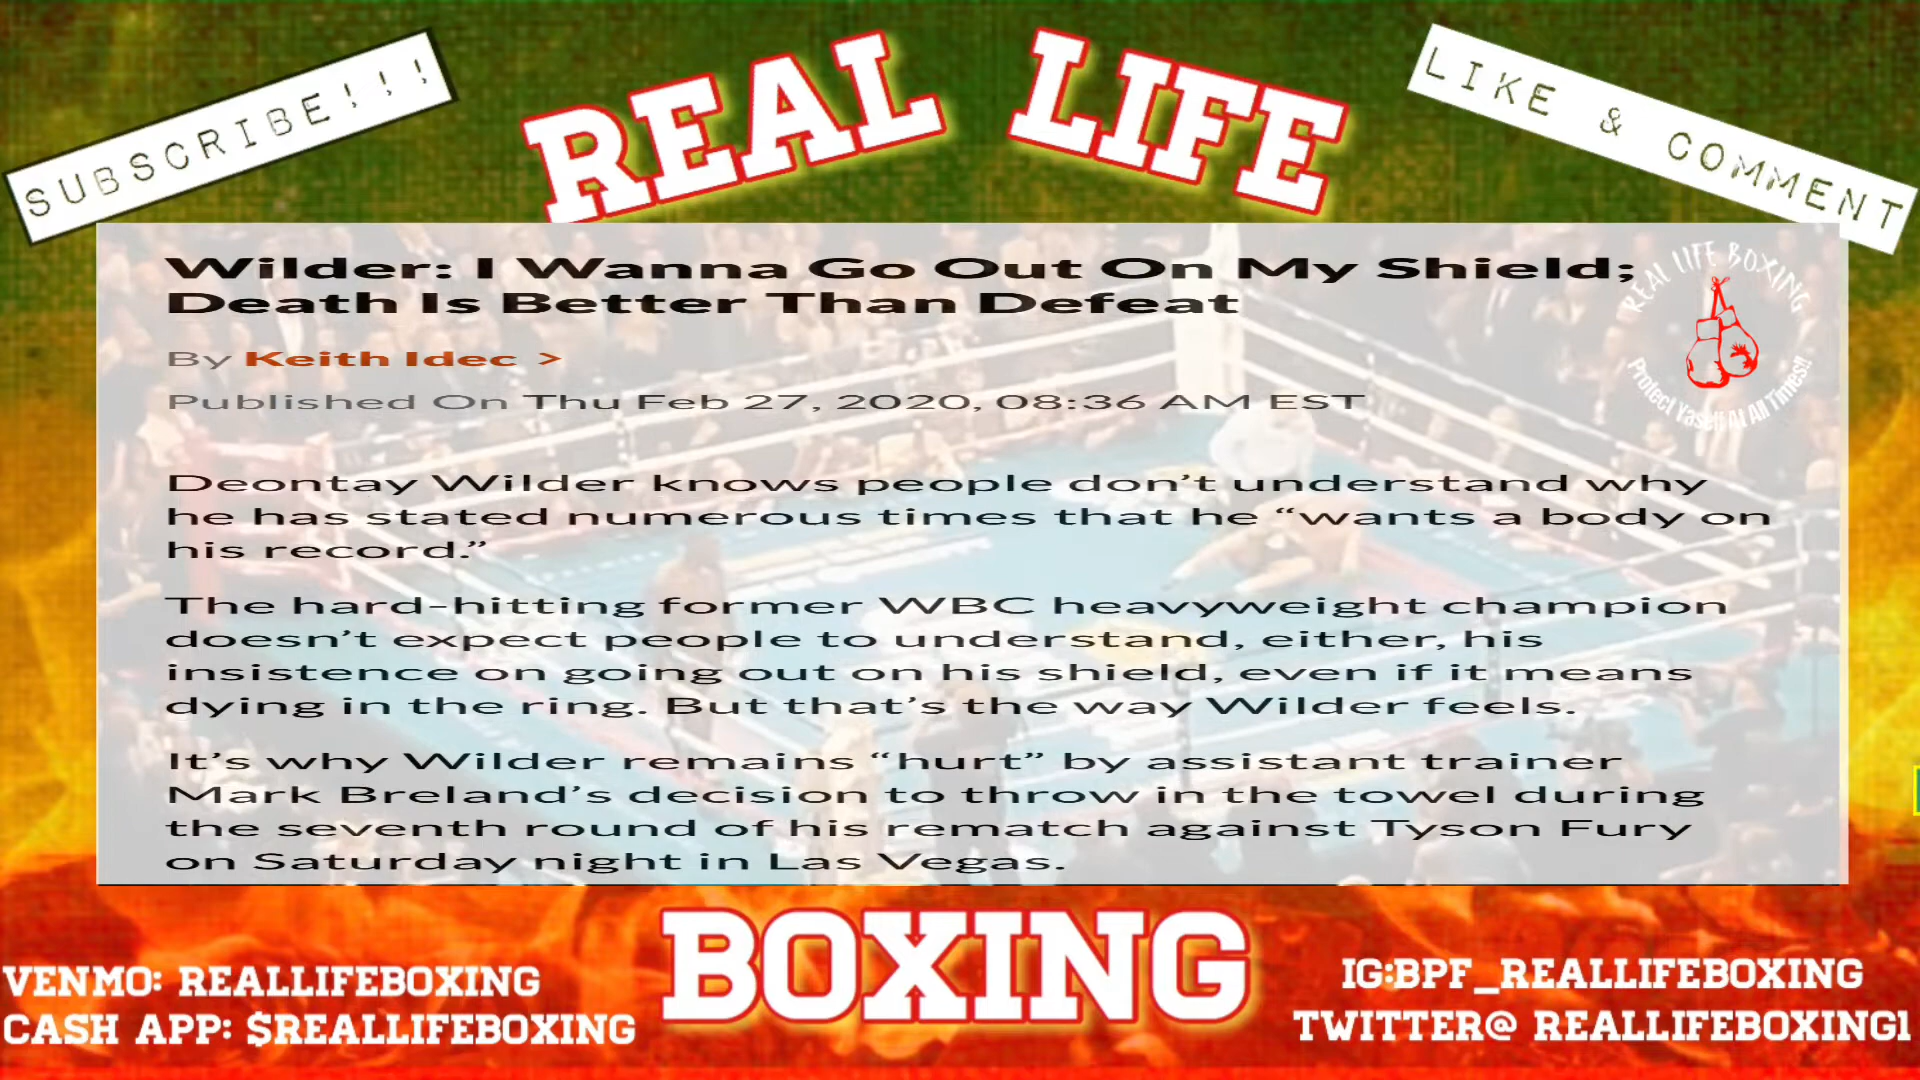 SUBSCRIBE!!!
REAL LIFE
LIKE & COMMENT
Wilder: I Wanna Go Out On My Shield;
Death Is Better Than Defeat
By Keith Idec >
Published On Thu Feb 27, 2020, 08:36 AM EST
REAL LIFE BOXING
Protect Yaself At All Times!!
Deontay Wilder knows people don’t understand why
he has stated numerous times that he “wants a body on
his record.”
The hard-hitting former WBC heavyweight champion
doesn’t expect people to understand, either, his
insistence on going out on his shield, even if it means
dying in the ring. But that’s the way Wilder feels.
It’s why Wilder remains “hurt” by assistant trainer
Mark Breland’s decision to throw in the towel during
the seventh round of his rematch against Tyson Fury
on Saturday night in Las Vegas.
BOXING
VENMO: REALLIFEBOXING
CASH APP: $REALLIFEBOXING
IG:BPF_REALLIFEBOXING
TWITTER@ REALLIFEBOXING1